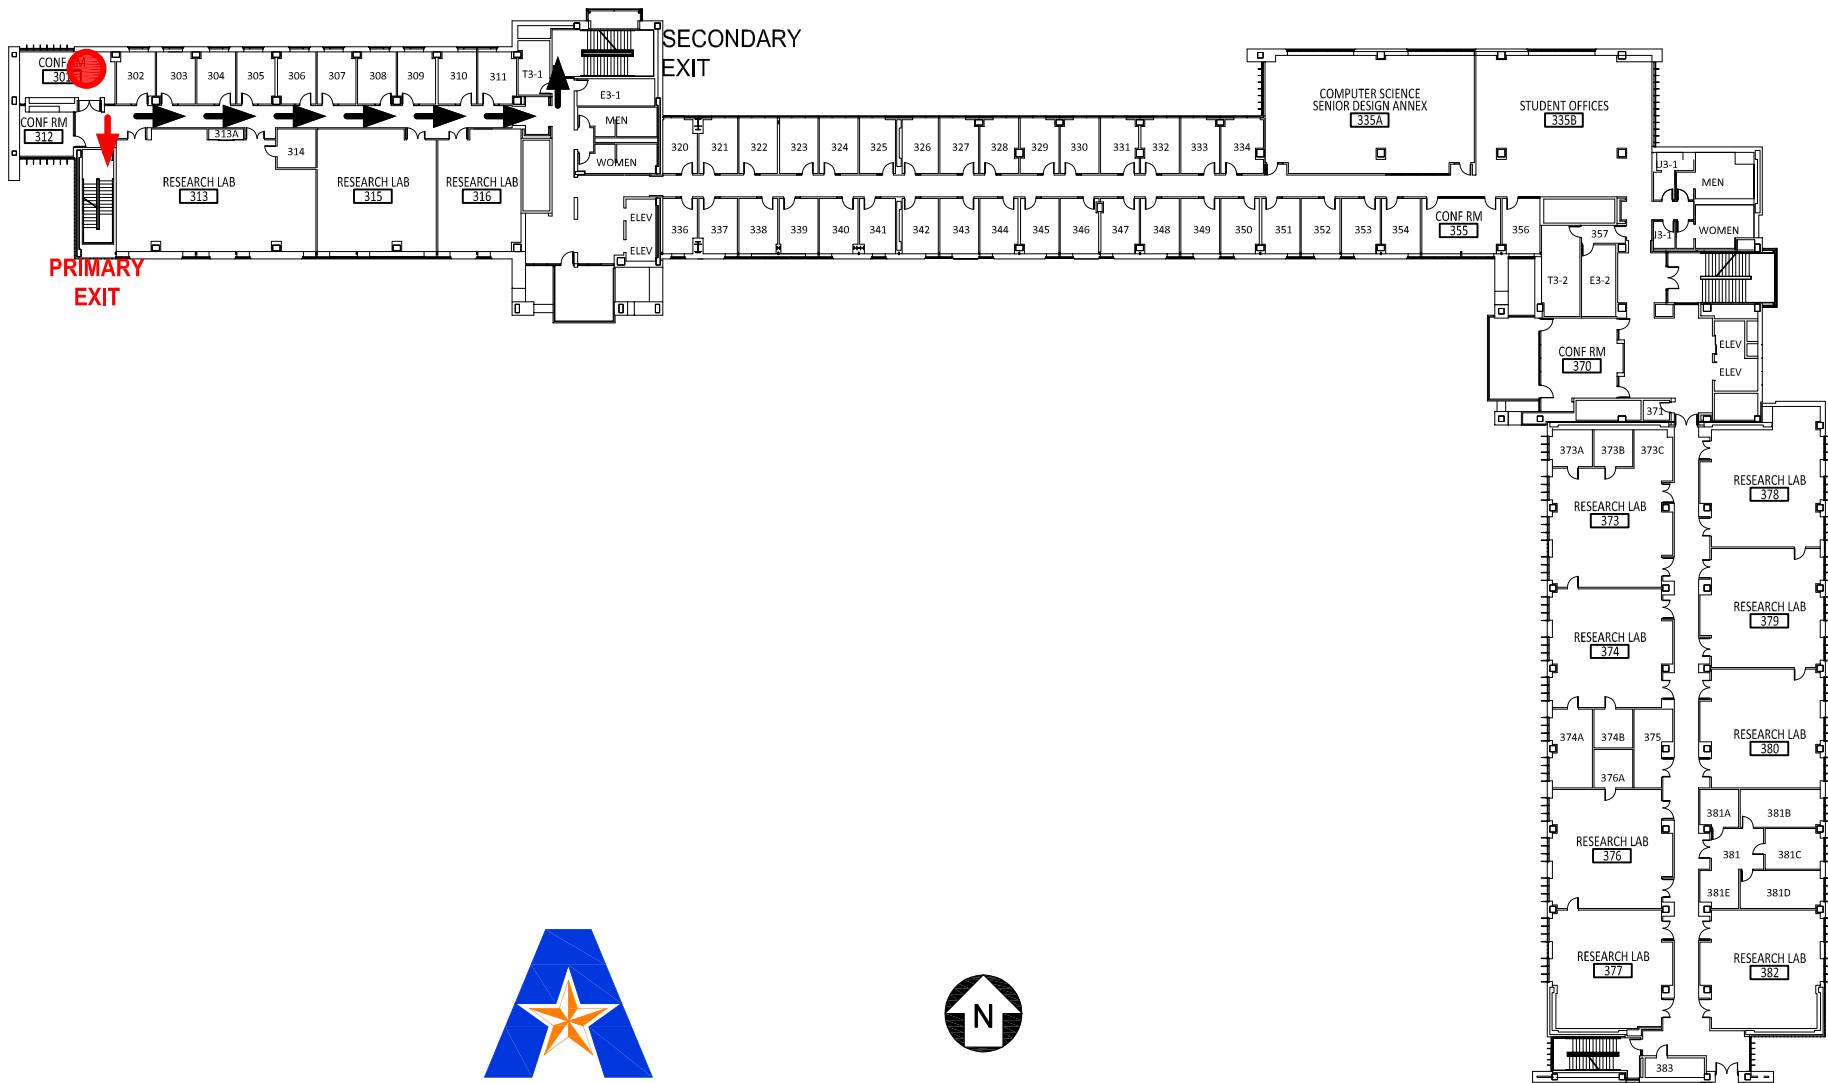 SECONDARY
EXIT
CONF RM
301
302
303
304
305
306
307
308
309
310
311
T3-1
E3-1
MEN
WOMEN
CONF RM
312
313A
314
RESEARCH LAB
313
RESEARCH LAB
315
RESEARCH LAB
316
PRIMARY
EXIT
ELEV
ELEV
320
321
322
323
324
325
326
327
328
329
330
331
332
333
334
COMPUTER SCIENCE
SENIOR DESIGN ANNEX
335A
STUDENT OFFICES
335B
336
337
338
339
340
341
342
343
344
345
346
347
348
349
350
351
352
353
354
CONF RM
355
356
357
J3-1
MEN
J3-1
WOMEN
T3-2
E3-2
CONF RM
370
ELEV
ELEV
371
373A
373B
373C
RESEARCH LAB
373
RESEARCH LAB
378
RESEARCH LAB
374
RESEARCH LAB
379
374A
374B
375
376A
RESEARCH LAB
380
RESEARCH LAB
376
381A
381B
381
381C
381E
381D
RESEARCH LAB
377
RESEARCH LAB
382
383
N